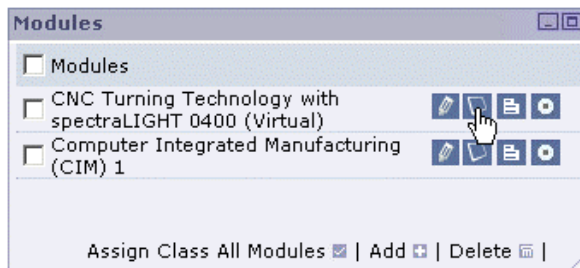 Modules
Modules
CNC Turning Technology with
spectraLIGHT 0400 (Virtual)
Computer Integrated Manufacturing
(CIM) 1
Assign Class All Modules | Add | Delete |